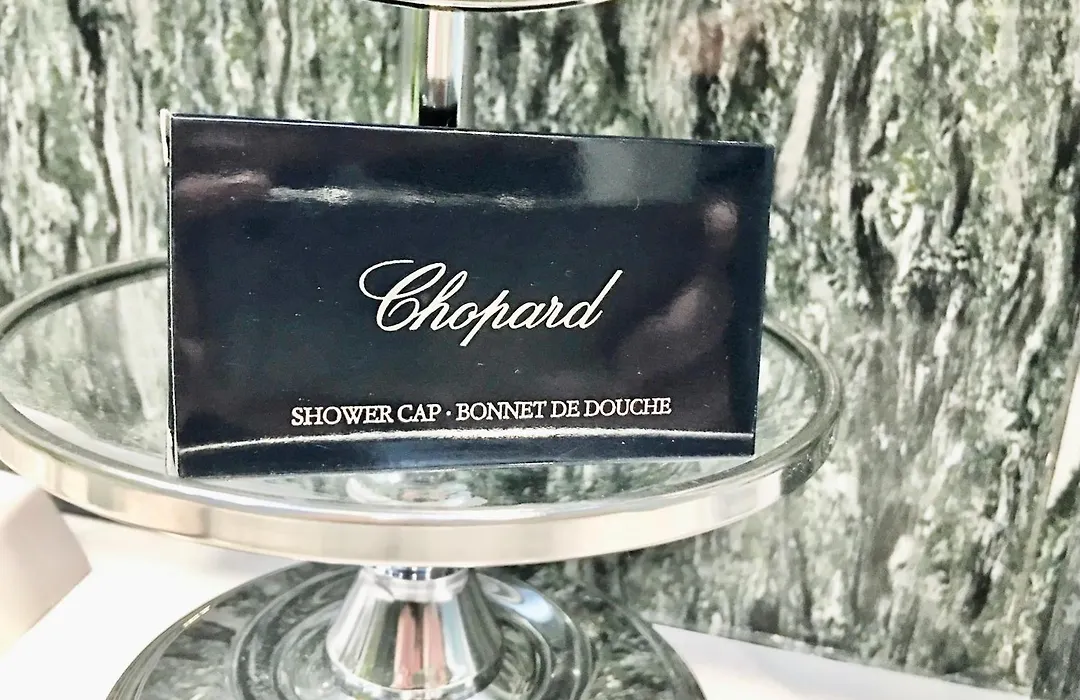 Chopard
SHOWER CAP · BONNET DE DOUCHE